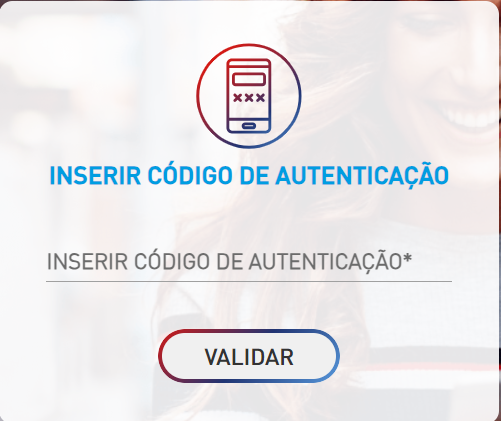 INSERIR CÓDIGO DE AUTENTICAÇÃO
INSERIR CÓDIGO DE AUTENTICAÇÃO*
VALIDAR